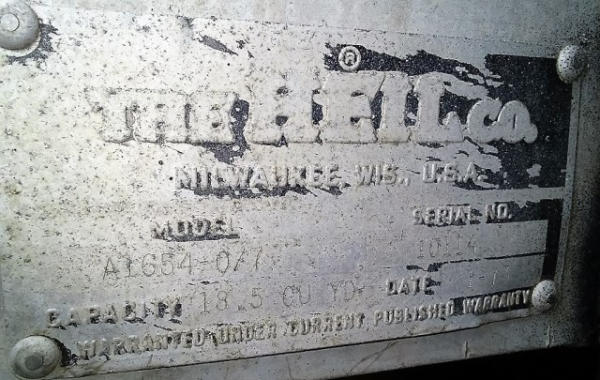 ®
THE HEIL CO.
MILWAUKEE WIS., U.S.A.
MODEL SERIAL NO.
CAPACITY 18.5 CU YD DATE
WARRANTED UNDER CURRENT PUBLISHED WARRANTY